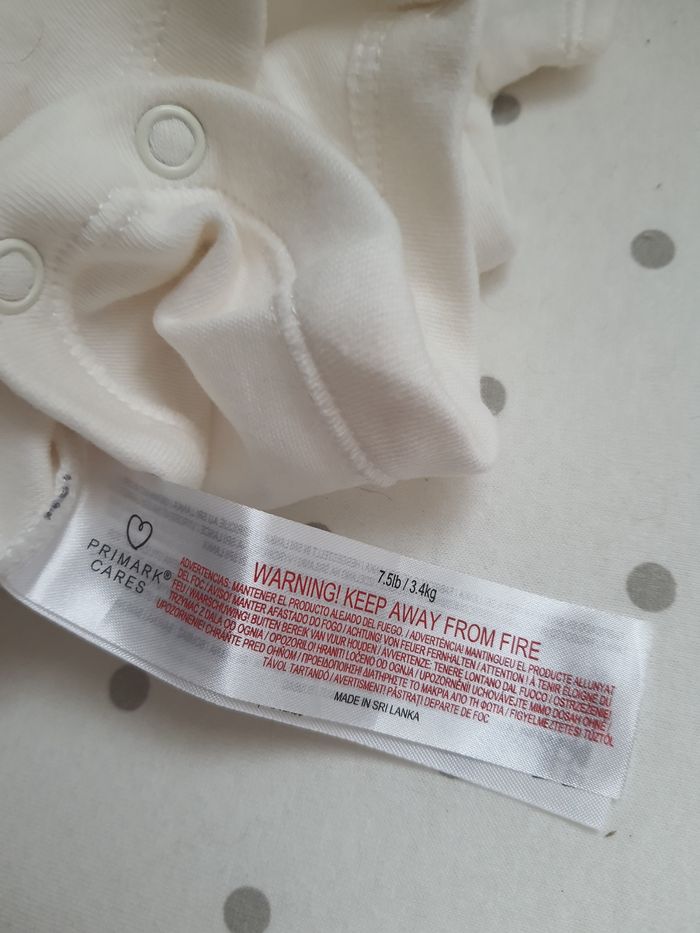 PRIMARK®
CARES
7.5lb / 3.4kg
WARNING! KEEP AWAY FROM FIRE
ADVERTENCIAS. MANTENER EL PRODUCTO ALEJADO DEL FUEGO. / ADVERTÈNCIA! MANTINGUEU EL PRODUCTE ALLUNYAT
DEL FOC / AVISO! MANTER AFASTADO DO FOGO / ACHTUNG! VON FEUER FERNHALTEN / ATTENTION ! À TENIR ÉLOIGNÉ DU
FEU / WAARSCHUWING! BUITEN BEREIK VAN VUUR HOUDEN / AVVERTENZE: TENERE LONTANO DAL FUOCO / OSTRZEŻENIE!
TRZYMAĆ Z DALA OD OGNIA / OPOZORILO! HRANITI LOČENO OD OGNJA / UPOZORNĚNÍ! UCHOVÁVEJTE MIMO DOSAH OHNĚ
UPOZORNENIE! CHRÁŇTE PRED OHŇOM / ΠΡΟΕΙΔΟΠΟΙΗΣΗ! ΔΙΑΤΗΡΗΣΤΕ ΤΟ ΜΑΚΡΙΑ ΑΠΟ ΤΗ ΦΩΤΙΑ / FIGYELMEZTETÉS! TŰZTŐL
TÁVOL TARTANDÓ / AVERTISMENT! PĂSTRAȚI DEPARTE DE FOC
MADE IN SRI LANKA